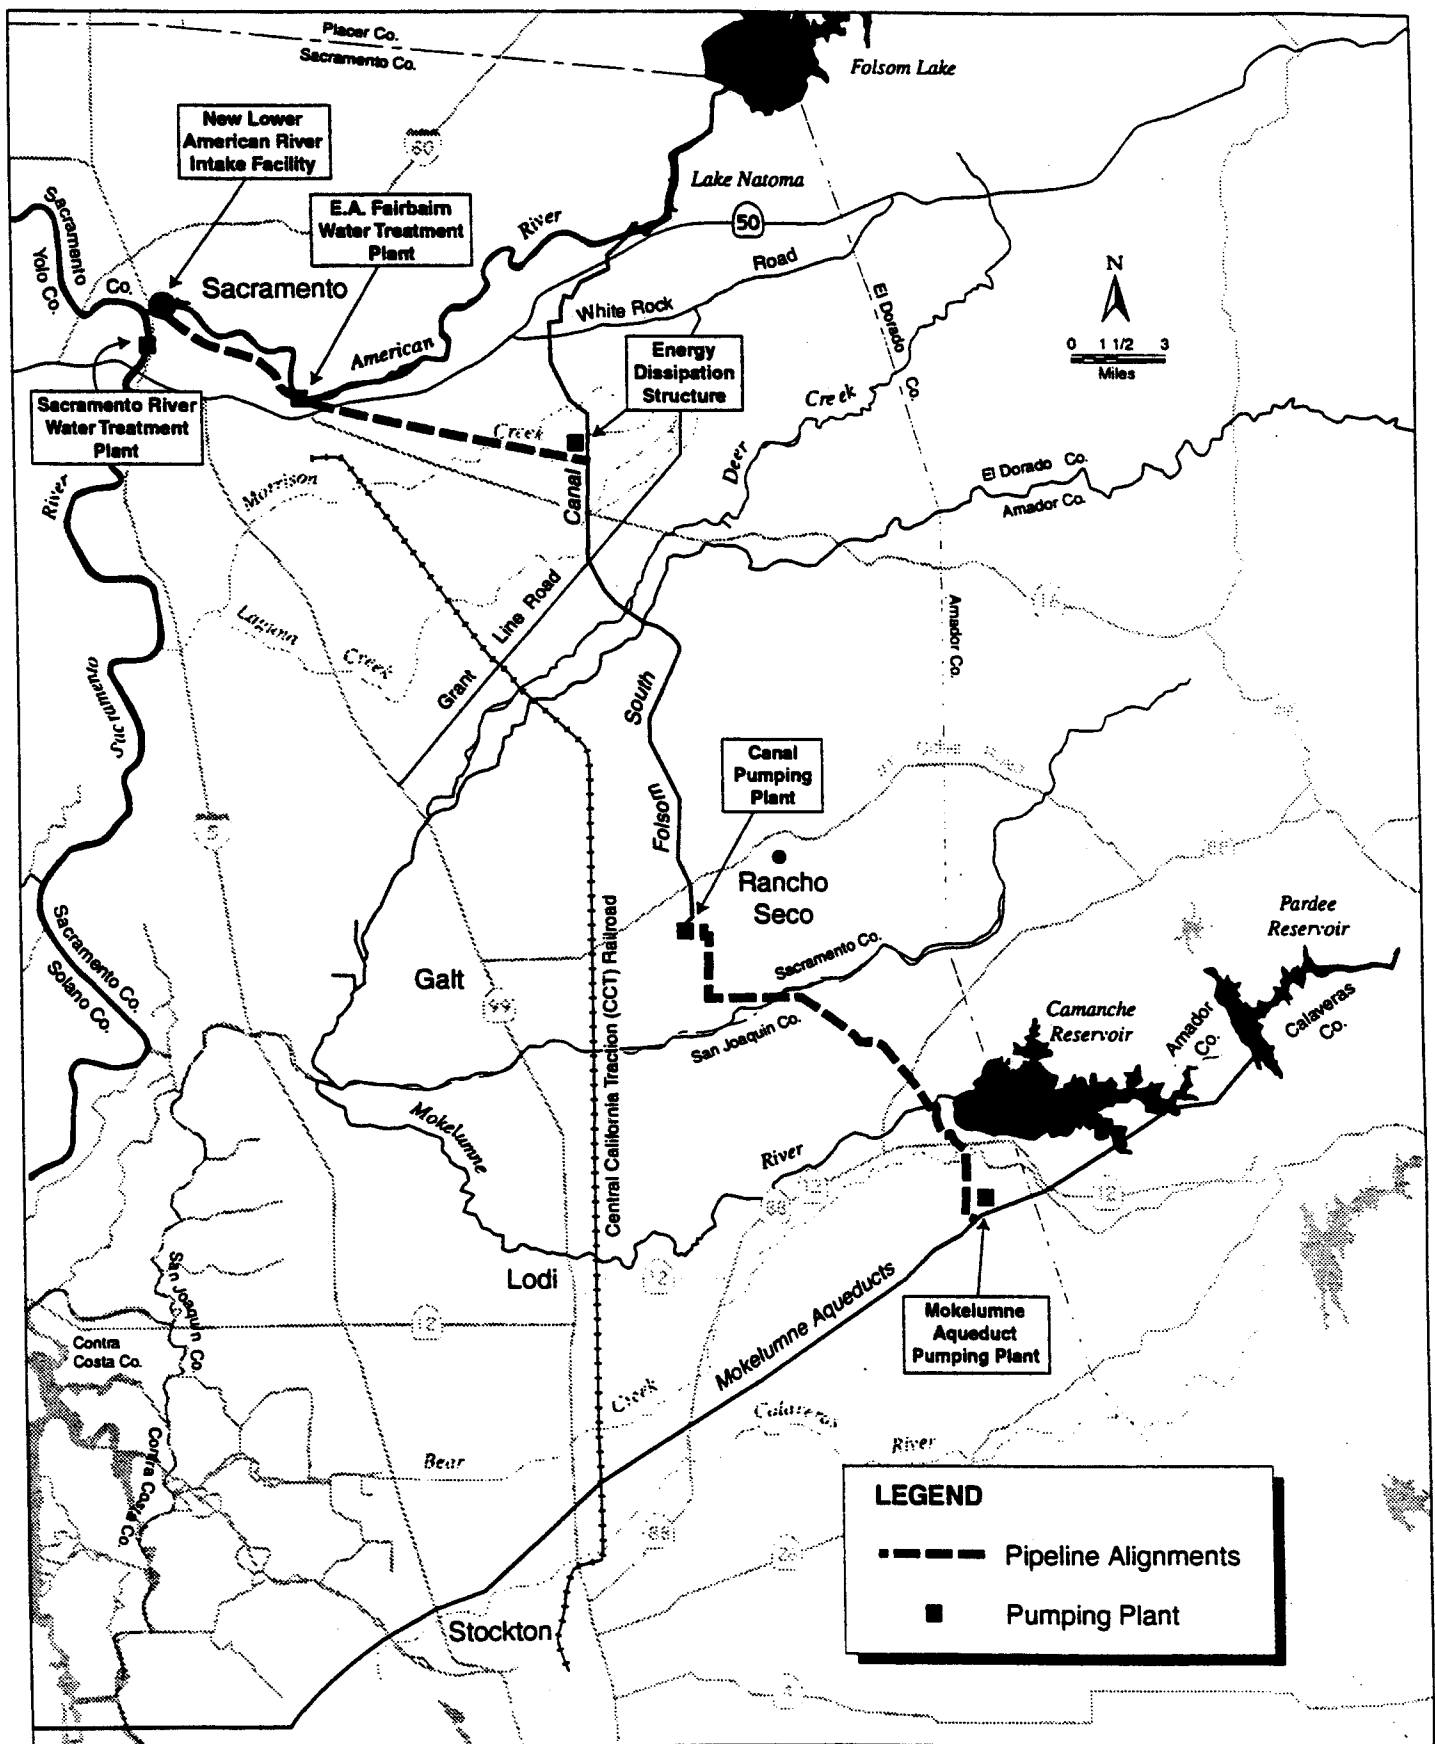 Placer Co.
Sacramento Co.
Folsom Lake
New Lower
American River
Intake Facility
80
Lake Natoma
E.A. Fairbairn
Water Treatment
Plant
River
50
Road
Sacramento
Yolo Co.
Co.
Sacramento
White Rock
El Dorado
Co.
N
0 1 1/2 3
Miles
American
Energy
Dissipation
Structure
Creek
Sacramento River
Water Treatment
Plant
Creek
Deer
El Dorado Co.
Amador Co.
River
Morrison
Canal
16
Line Road
Amador Co.
Laguna
Creek
Grant
Sacramento
South
Canal
Pumping
Plant
Folsom
5
88
Rancho
Seco
Pardee
Reservoir
Sacramento Co.
Solano Co.
Galt
99
Central California Traction (CCT) Railroad
Sacramento Co.
San Joaquin Co.
Camanche
Reservoir
Amador
Co.
Calaveras
Co.
Mokelumne
River
88
12
12
San Joaquin Co.
Lodi
12
12
Mokelumne Aqueducts
Mokelumne
Aqueduct
Pumping Plant
Contra
Costa Co.
Creek
Calaveras
River
Bear
Contra Costa Co.
88
26
Stockton
LEGEND
Pipeline Alignments
Pumping Plant